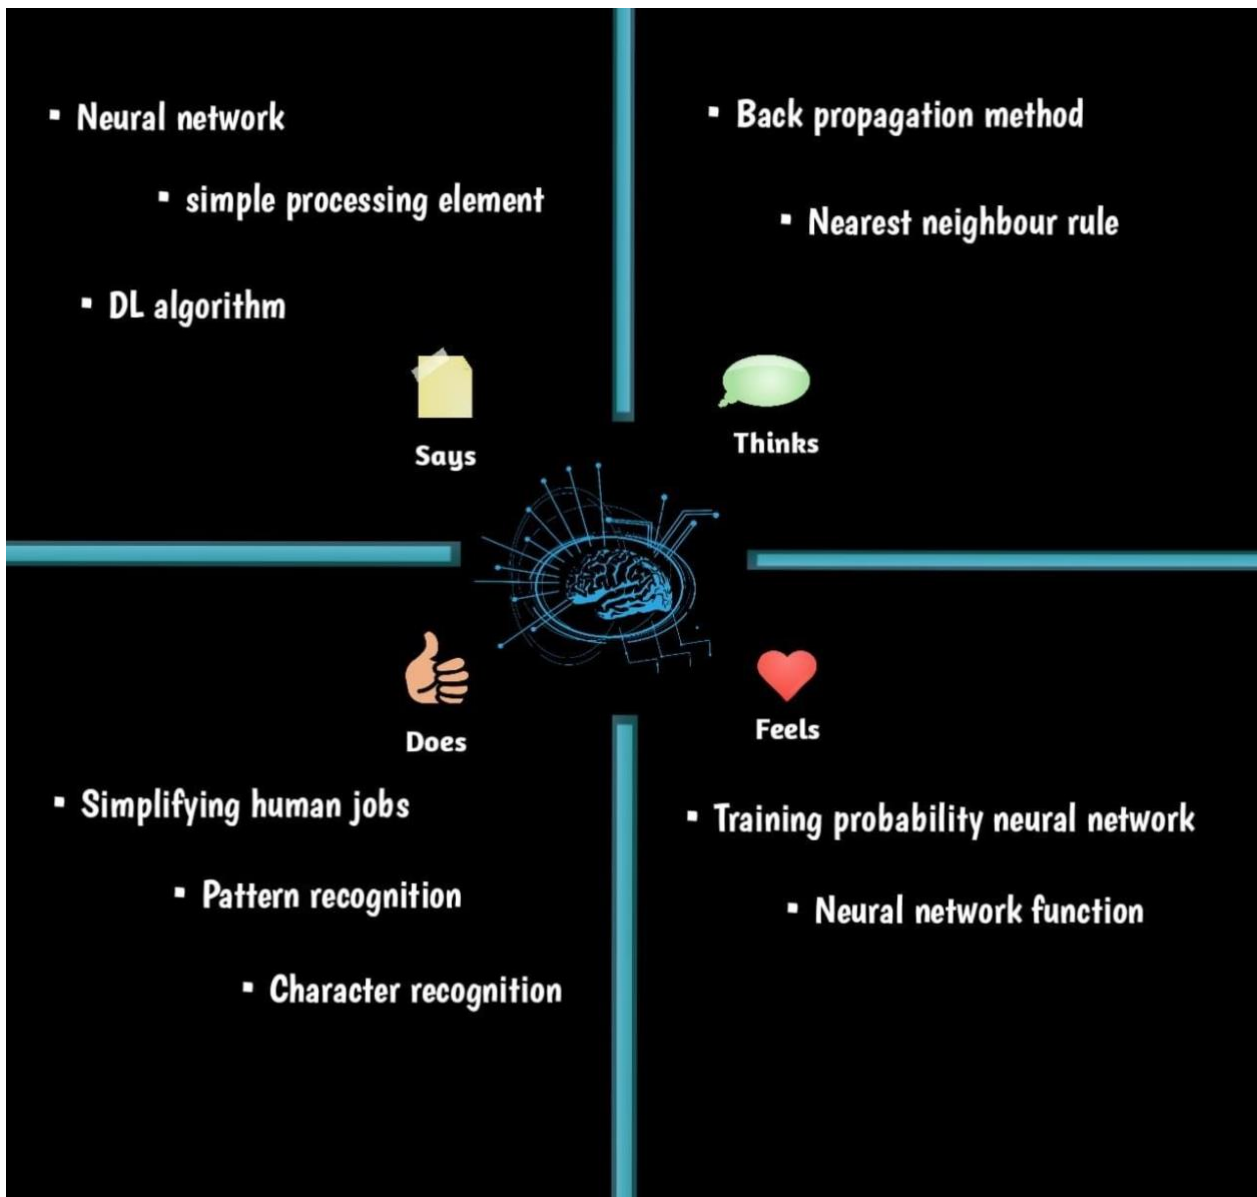 ▪ Neural network
▪ simple processing element
▪ DL algorithm
Says
▪ Back propagation method
▪ Nearest neighbour rule
Thinks
Does
▪ Simplifying human jobs
▪ Pattern recognition
▪ Character recognition
Feels
▪ Training probability neural network
▪ Neural network function